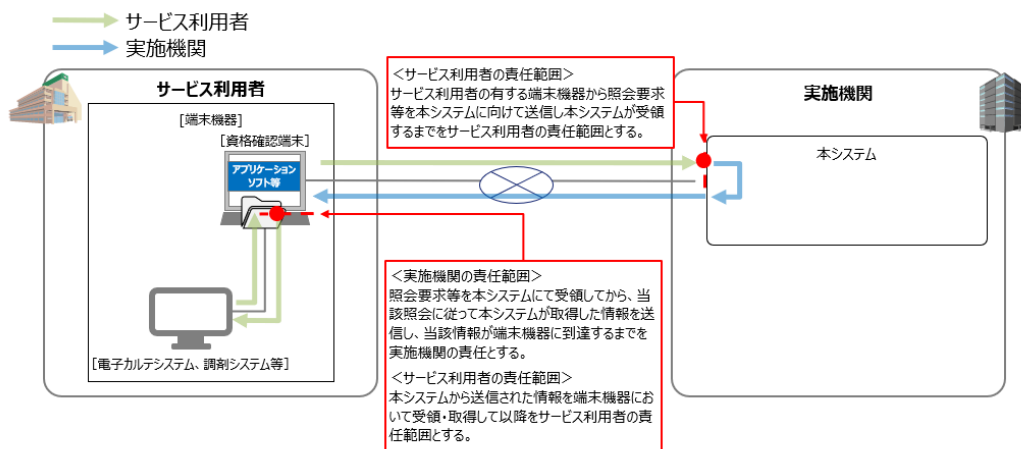 サービス利用者
実施機関
サービス利用者
[端末機器]
[資格確認端末]
アプリケーション
ソフト等
[電子カルテシステム、調剤システム等]
＜サービス利用者の責任範囲＞
サービス利用者の有する端末機器から照会要求
等を本システムに向けて送信し本システムが受領
するまでをサービス利用者の責任範囲とする。
実施機関
本システム
＜実施機関の責任範囲＞
照会要求等を本システムにて受領してから、当
該照会に従って本システムが取得した情報を送
信し、当該情報が端末機器に到達するまでを
実施機関の責任とする。
＜サービス利用者の責任範囲＞
本システムから送信された情報を端末機器にお
いて受領・取得して以降をサービス利用者の責
任範囲とする。